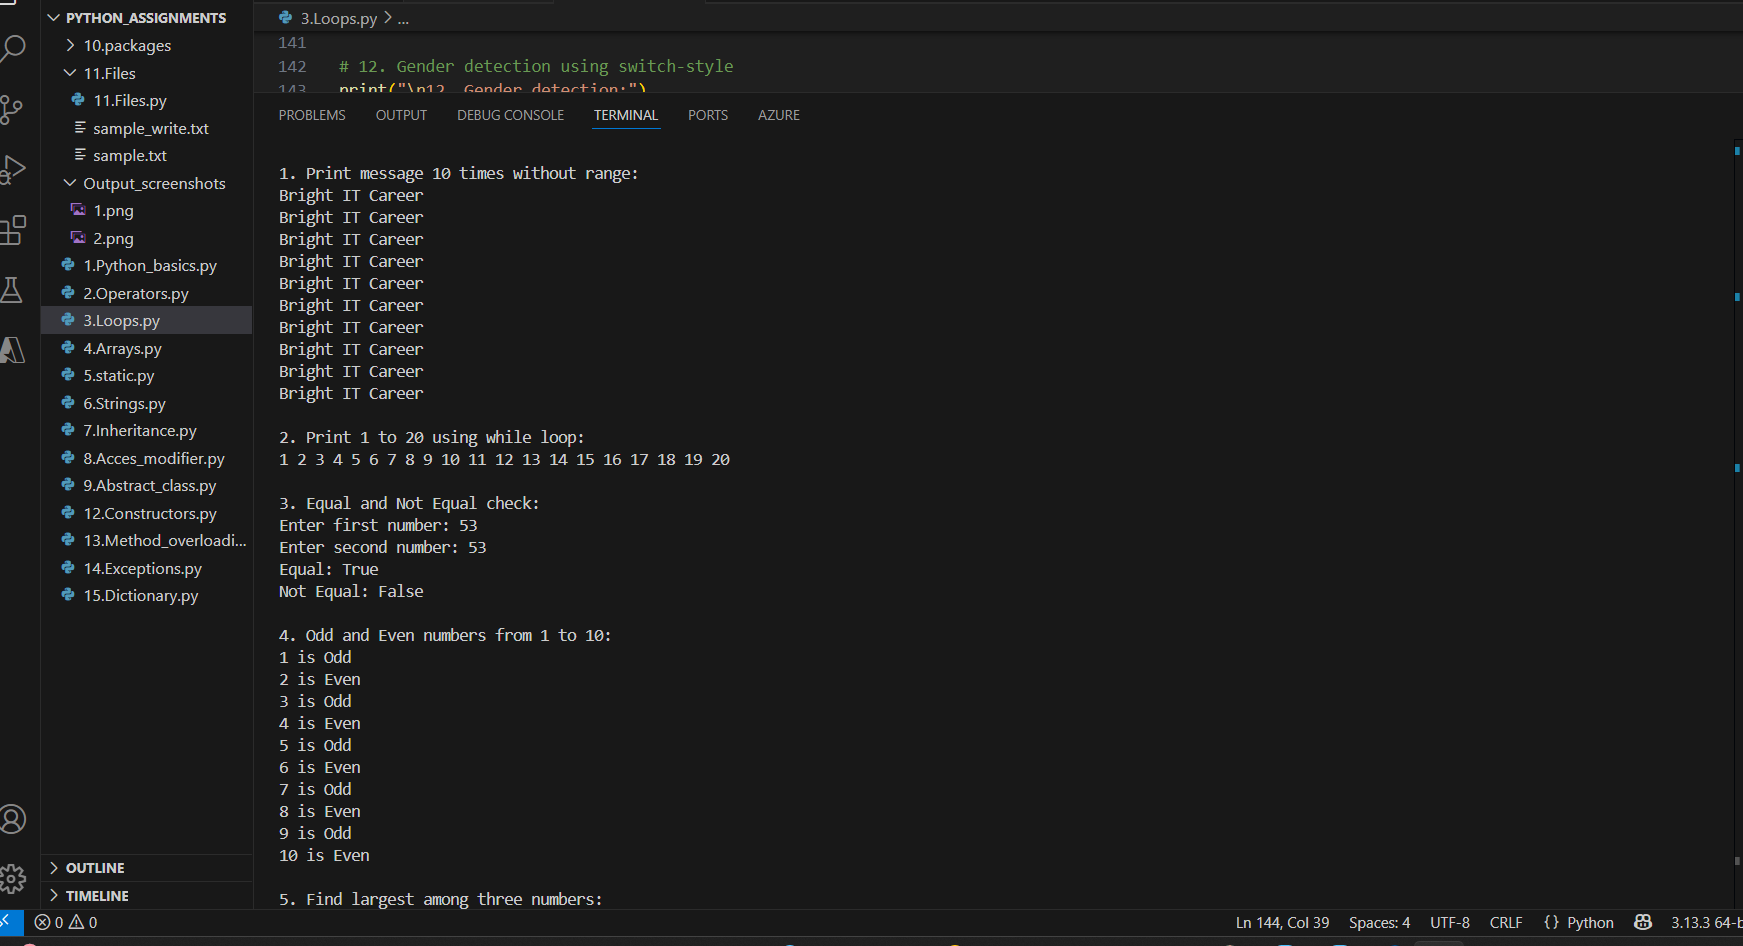 PYTHON_ASSIGNMENTS
10.packages
11.Files
11.Files.py
sample_write.txt
sample.txt
Output_screenshots
1.png
2.png
1.Python_basics.py
2.Operators.py
3.Loops.py
4.Arrays.py
5.static.py
6.Strings.py
7.Inheritance.py
8.Acces_modifier.py
9.Abstract_class.py
12.Constructors.py
13.Method_overloadi...
14.Exceptions.py
15.Dictionary.py
OUTLINE
TIMELINE
3.Loops.py > ...
141
142 # 12. Gender detection using switch-style
143 print("\n12. Gender detection:")
PROBLEMS OUTPUT DEBUG CONSOLE TERMINAL PORTS AZURE
1. Print message 10 times without range:
Bright IT Career
Bright IT Career
Bright IT Career
Bright IT Career
Bright IT Career
Bright IT Career
Bright IT Career
Bright IT Career
Bright IT Career
Bright IT Career
2. Print 1 to 20 using while loop:
1 2 3 4 5 6 7 8 9 10 11 12 13 14 15 16 17 18 19 20
3. Equal and Not Equal check:
Enter first number: 53
Enter second number: 53
Equal: True
Not Equal: False
4. Odd and Even numbers from 1 to 10:
1 is Odd
2 is Even
3 is Odd
4 is Even
5 is Odd
6 is Even
7 is Odd
8 is Even
9 is Odd
10 is Even
5. Find largest among three numbers:
0 0 Ln 144, Col 39 Spaces: 4 UTF-8 CRLF {} Python 3.13.3 64-b